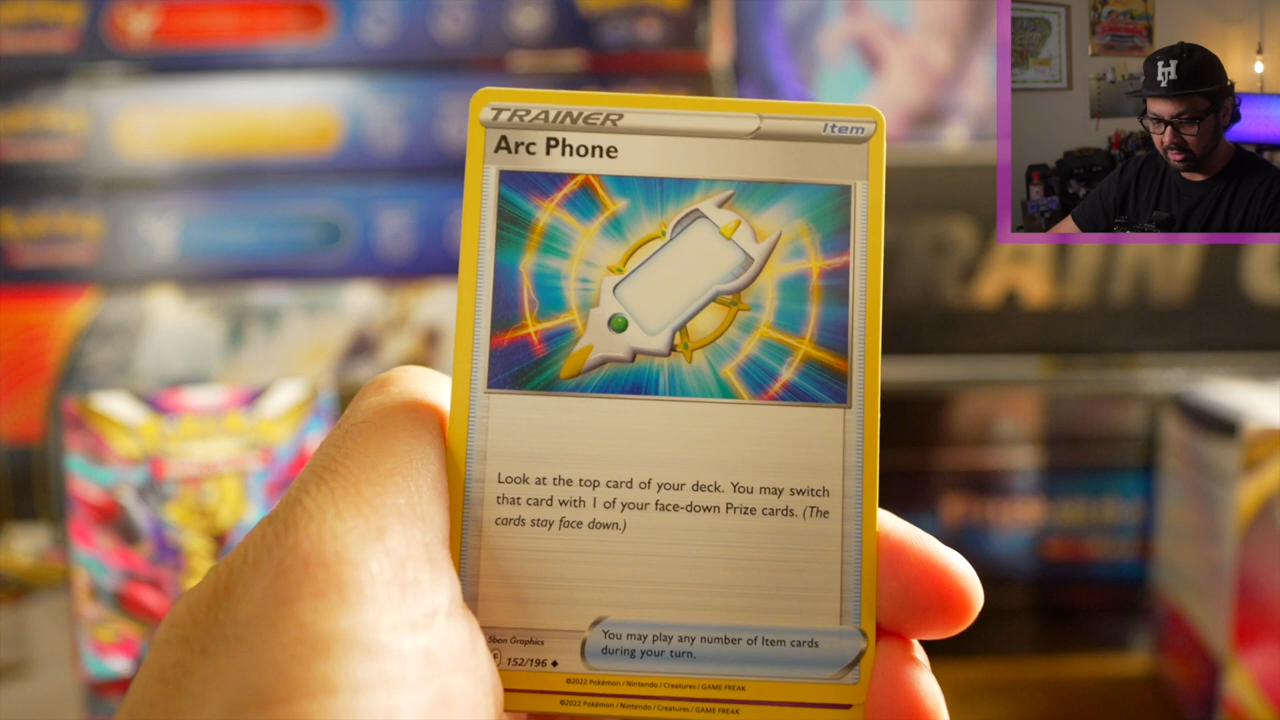 TRAINER
Item
Arc Phone
Look at the top card of your deck. You may switch
that card with 1 of your face-down Prize cards. (The
cards stay face down.)
5ban Graphics
F 152/196
You may play any number of Item cards
during your turn.
©2022 Pokémon / Nintendo / Creatures / GAME FREAK
©2022 Pokémon / Nintendo / Creatures / GAME FREAK